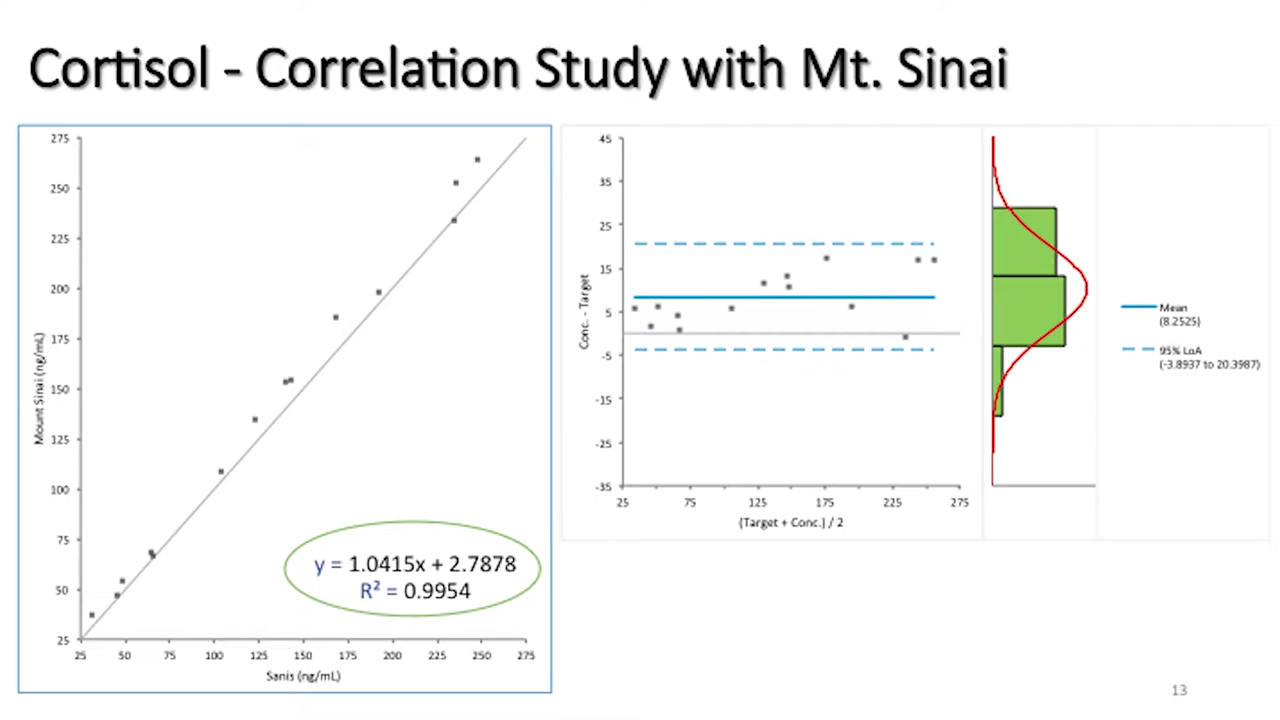 Cortisol - Correlation Study with Mt. Sinai
275
250
225
200
175
150
125
100
75
50
25
Mount Sinai (ng/mL)
25 50 75 100 125 150 175 200 225 250 275
Sanis (ng/mL)
y = 1.0415x + 2.7878
R² = 0.9954
45
35
25
15
5
-5
-15
-25
-35
Conc. - Target
25 75 125 175 225 275
(Target + Conc.) / 2
Mean
(8.2525)
95% LoA
(-3.8937 to 20.3987)
13